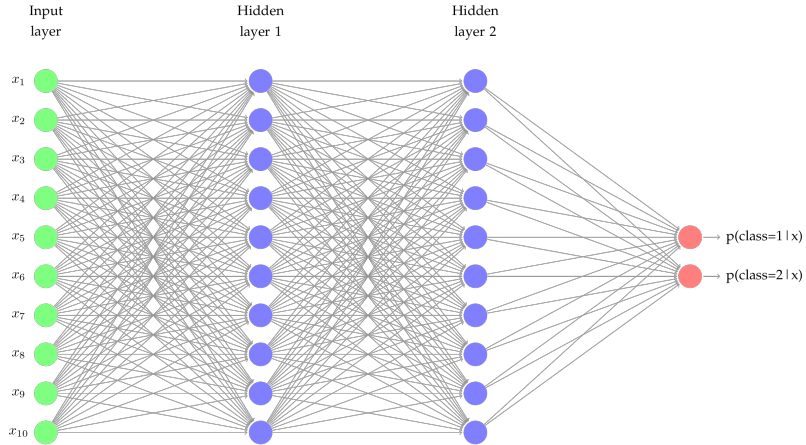 Input
layer
Hidden
layer 1
Hidden
layer 2
x1
x2
x3
x4
x5
x6
x7
x8
x9
x10
p(class=1|x)
p(class=2|x)